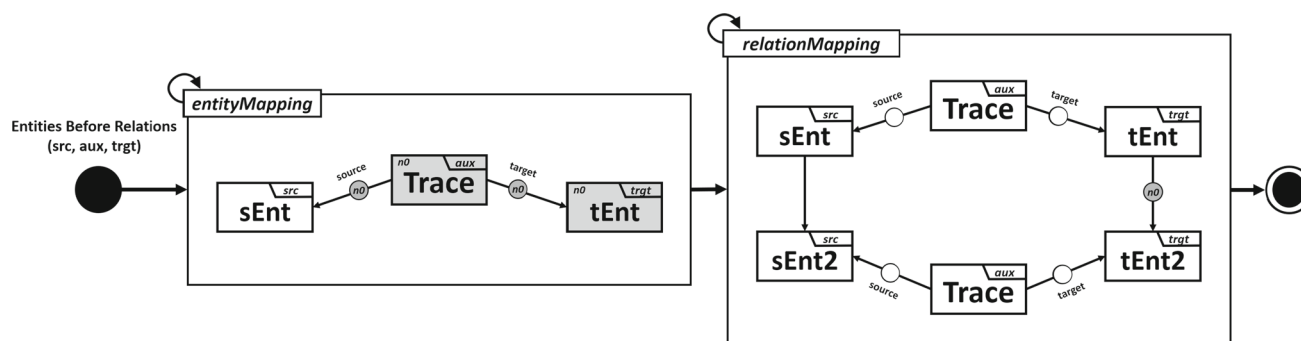 Entities Before Relations
(src, aux, trgt)
entityMapping
src
sEnt
source
n0
n0
aux
Trace
target
n0
n0
trgt
tEnt
relationMapping
src
sEnt
source
aux
Trace
target
trgt
tEnt
n0
src
sEnt2
source
aux
Trace
target
trgt
tEnt2